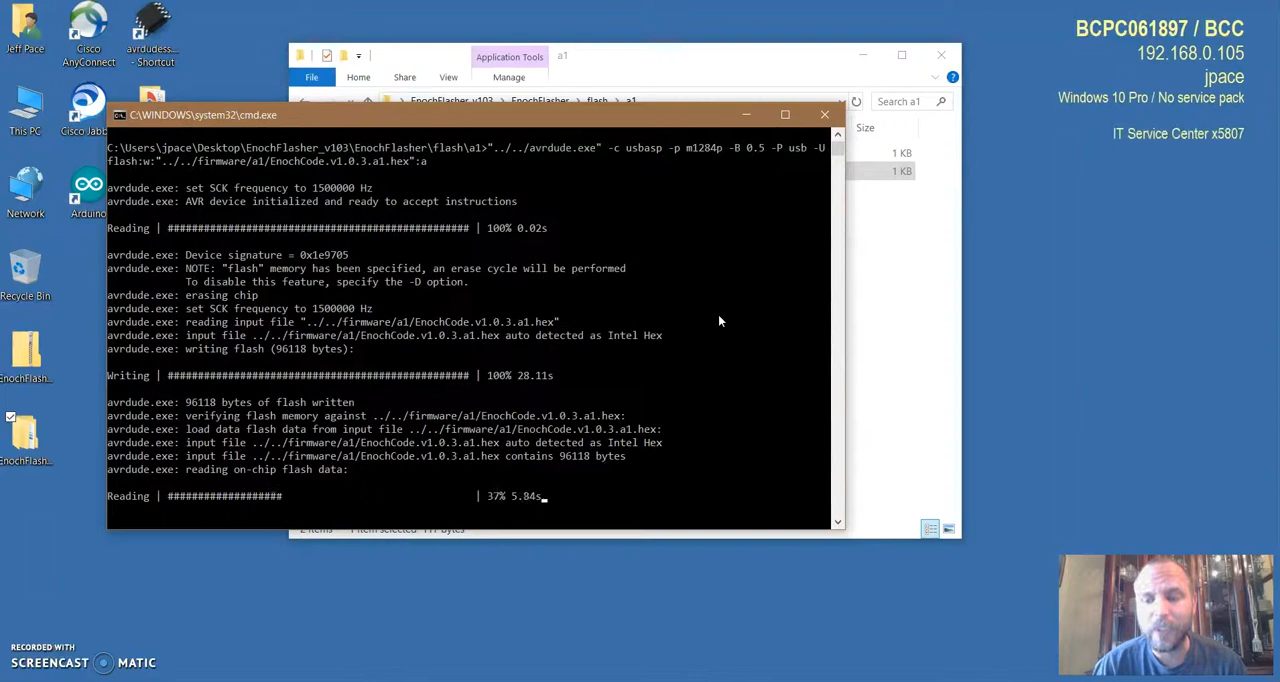 Jeff Pace
Cisco
AnyConnect
avrdudess...
- Shortcut
This PC
Cisco Jabb
Network
Arduino
Recycle Bin
EnochFlash...
EnochFlash...
RECORDED WITH
SCREENCAST MATIC
Application Tools
a1
File
Home
Share
View
Manage
EnochFlasher_v103
EnochFlasher
flash
a1
Search a1
Size
1 KB
1 KB
C:\WINDOWS\system32\cmd.exe
C:\Users\jpace\Desktop\EnochFlasher_v103\EnochFlasher\flash\a1>"../../avrdude.exe" -c usbasp -p m1284p -B 0.5 -P usb -U
flash:w:"../../firmware/a1/EnochCode.v1.0.3.a1.hex":a
avrdude.exe: set SCK frequency to 1500000 Hz
avrdude.exe: AVR device initialized and ready to accept instructions
Reading | ################################################## | 100% 0.02s
avrdude.exe: Device signature = 0x1e9705
avrdude.exe: NOTE: "flash" memory has been specified, an erase cycle will be performed
To disable this feature, specify the -D option.
avrdude.exe: erasing chip
avrdude.exe: set SCK frequency to 1500000 Hz
avrdude.exe: reading input file "../../firmware/a1/EnochCode.v1.0.3.a1.hex"
avrdude.exe: input file ../../firmware/a1/EnochCode.v1.0.3.a1.hex auto detected as Intel Hex
avrdude.exe: writing flash (96118 bytes):
Writing | ################################################## | 100% 28.11s
avrdude.exe: 96118 bytes of flash written
avrdude.exe: verifying flash memory against ../../firmware/a1/EnochCode.v1.0.3.a1.hex:
avrdude.exe: load data flash data from input file ../../firmware/a1/EnochCode.v1.0.3.a1.hex:
avrdude.exe: input file ../../firmware/a1/EnochCode.v1.0.3.a1.hex auto detected as Intel Hex
avrdude.exe: input file ../../firmware/a1/EnochCode.v1.0.3.a1.hex contains 96118 bytes
avrdude.exe: reading on-chip flash data:
Reading | ################### | 37% 5.84s
BCPC061897 / BCC
192.168.0.105
jpace
Windows 10 Pro / No service pack
IT Service Center x5807